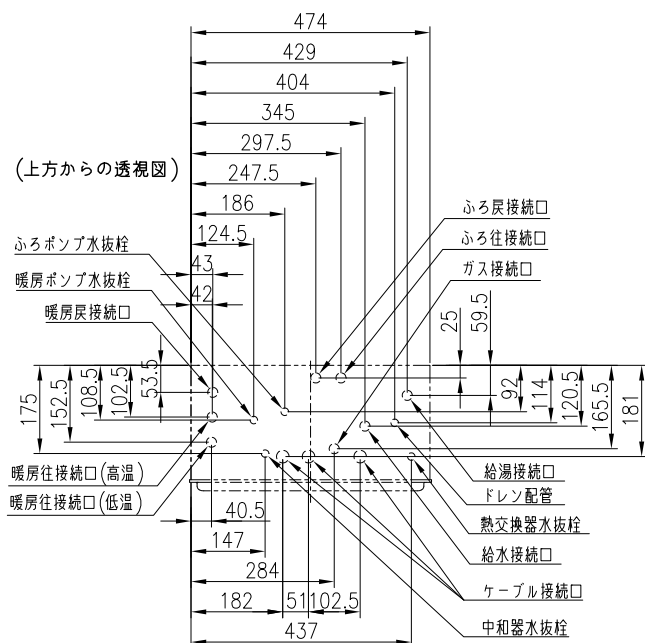 474
429
404
345
297.5
(上方からの透視図)
247.5
186
ふろ戻接続口
124.5
ふろポンプ水抜栓
ふろ往接続口
43
ガス接続口
暖房ポンプ水抜栓
42
暖房戻接続口
25
59.5
53.5
102.5
108.5
152.5
175
92
114
120.5
165.5
181
暖房往接続口(高温)
給湯接続口
ドレン配管
暖房往接続口(低温)
40.5
熱交換器水抜栓
147
給水接続口
284
ケーブル接続口
182
51
102.5
中和器水抜栓
437